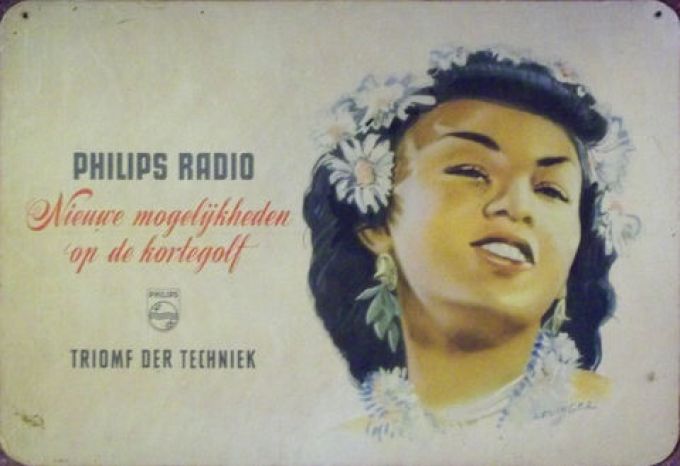 PHILIPS RADIO
Nieuwe mogelijkheden
op de kortegolf
PHILIPS
TRIOMF DER TECHNIEK